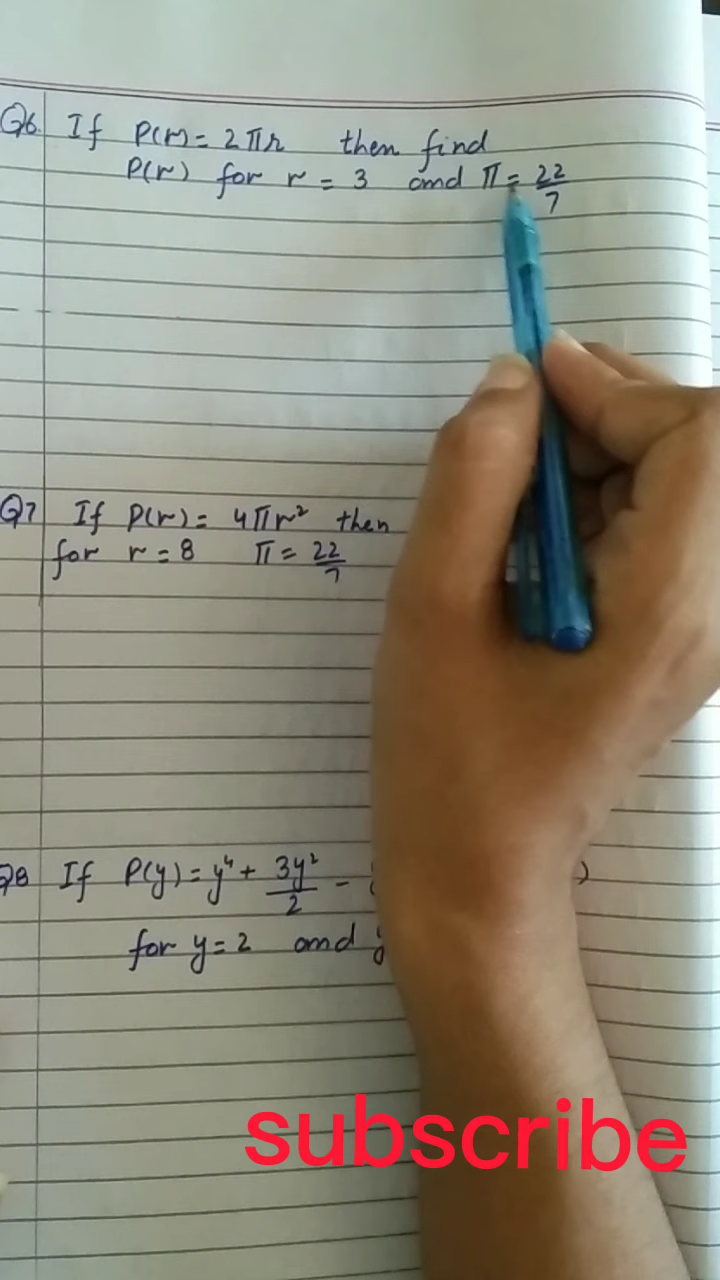 Q6 If P(r) = 2πr then find
P(r) for r = 3 and π = 22/7
Q7 If P(r) = 4πr² then
for r = 8 π = 22/7
Q8 If P(y) = y⁴ + 3y²/2 -
for y = 2 and y
subscribe